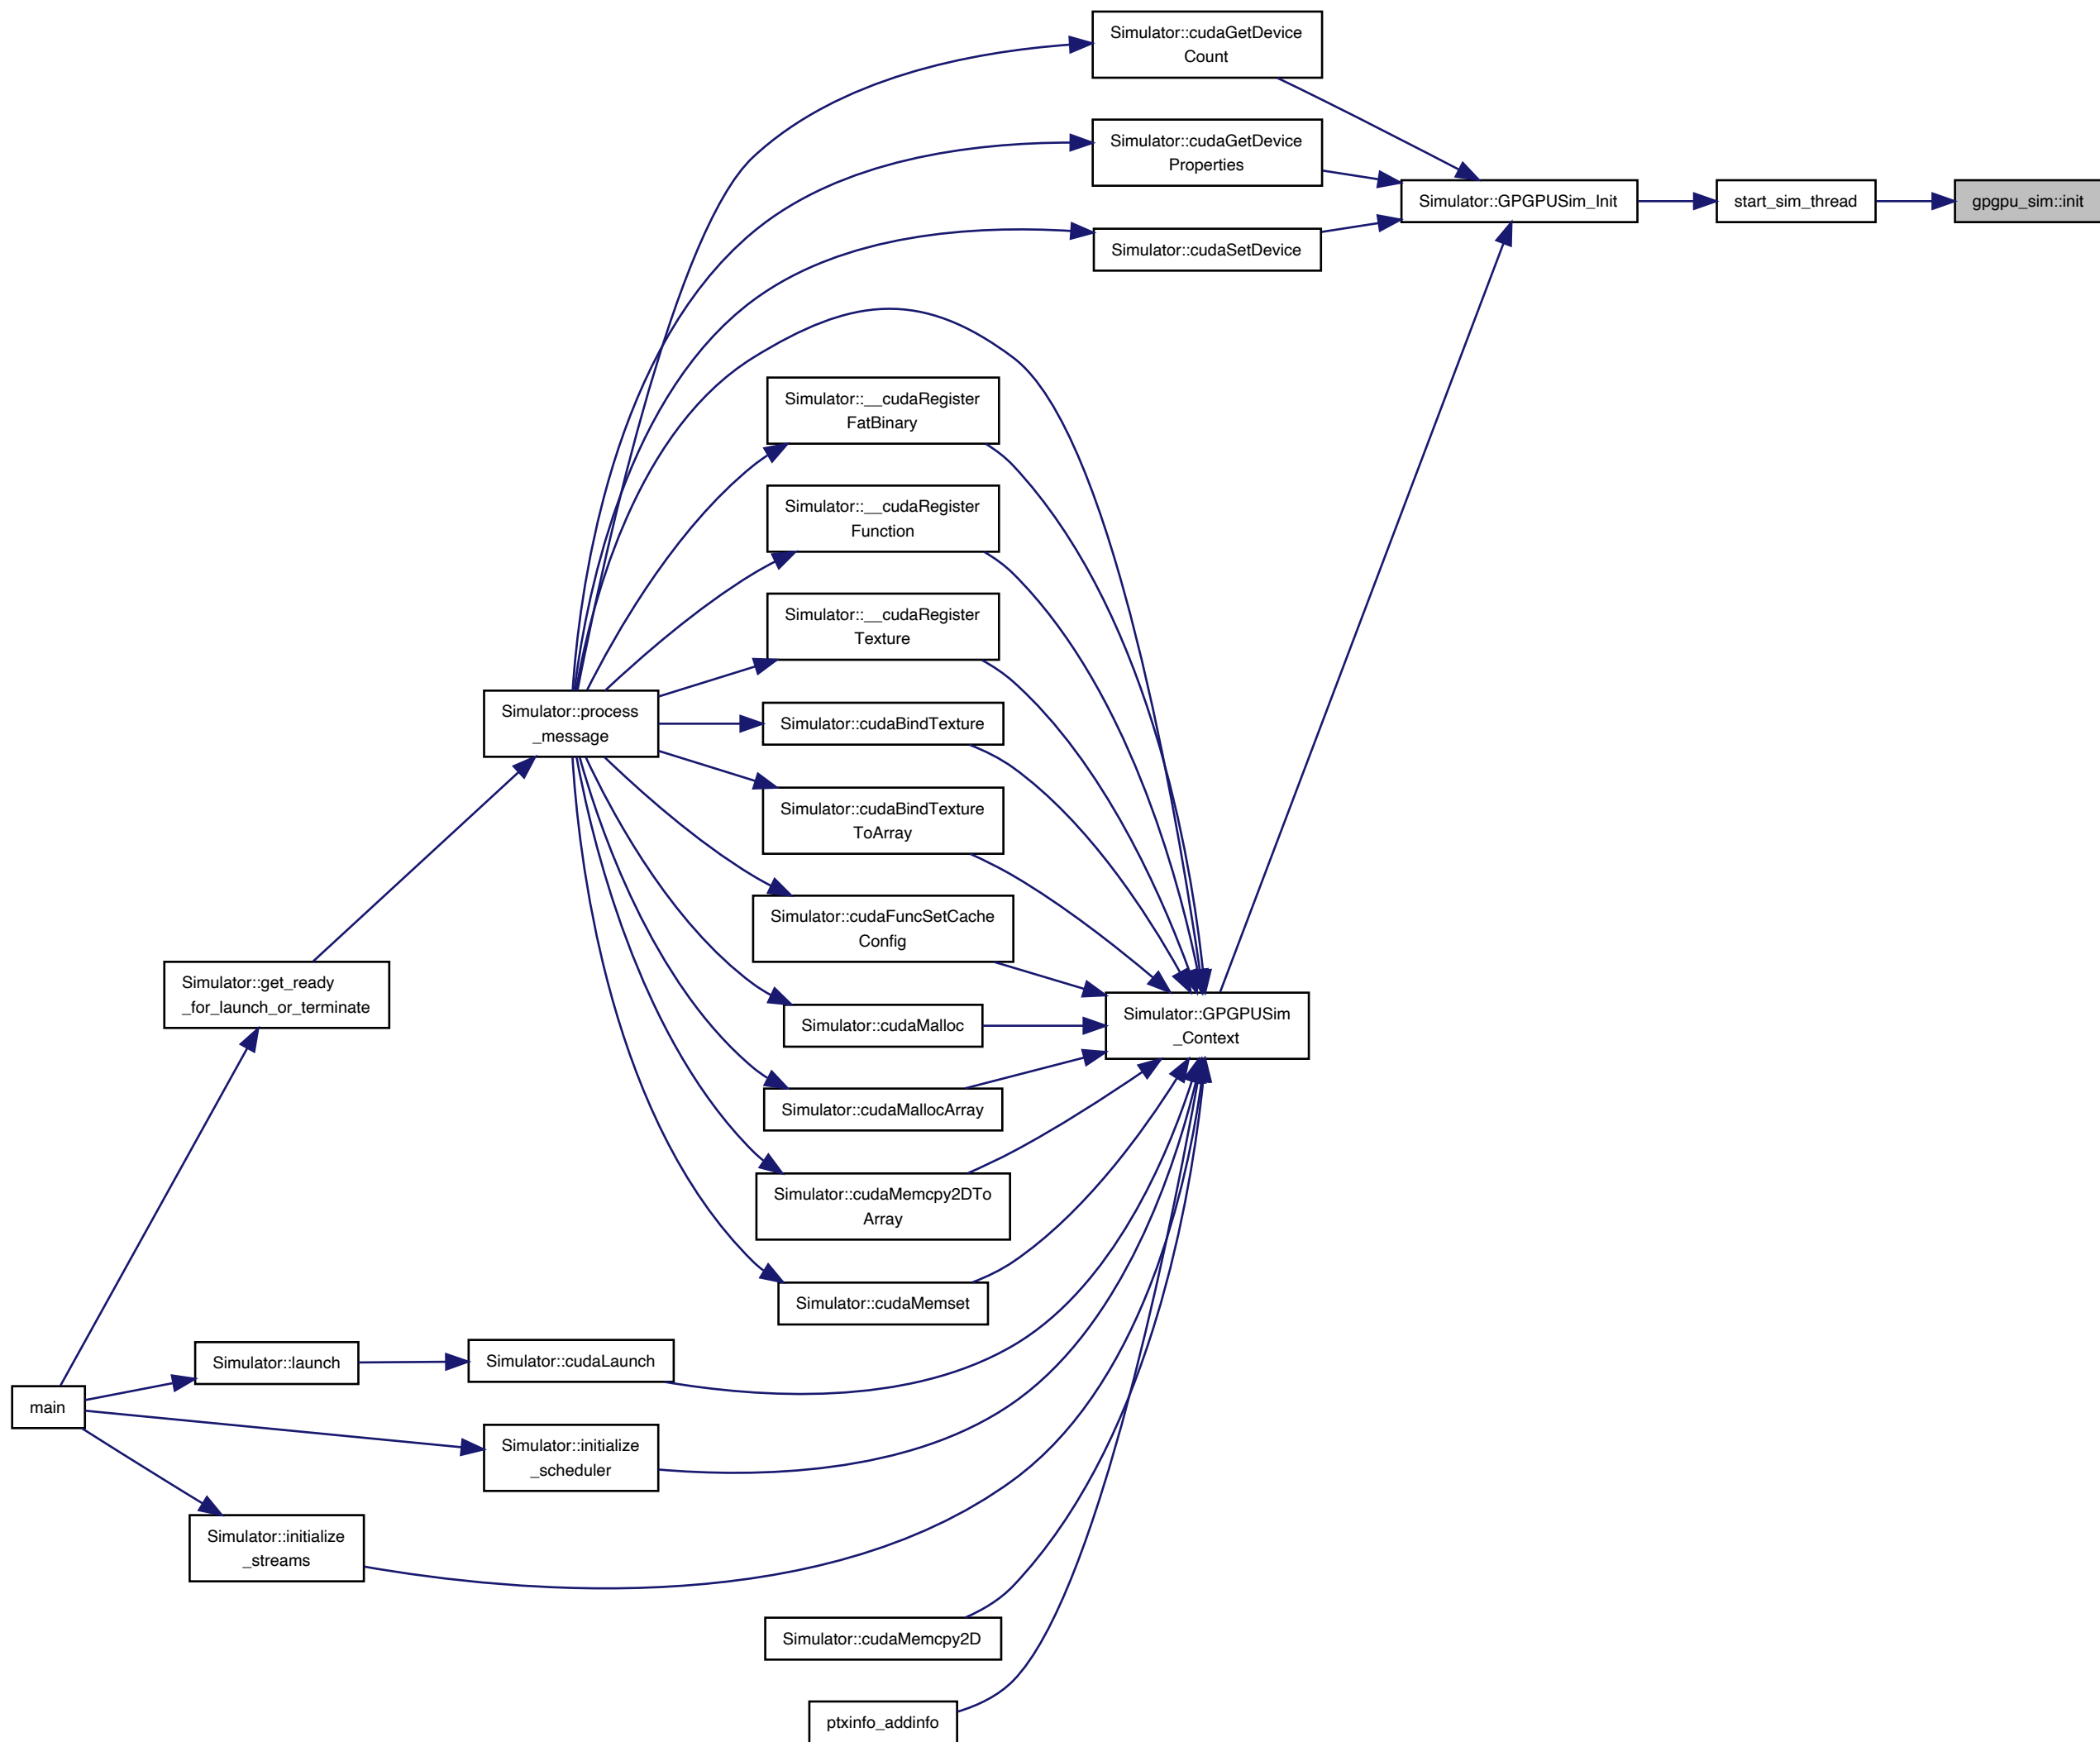 Simulator::cudaGetDevice
Count
Simulator::cudaGetDevice
Properties
Simulator::GPGPUSim_Init
start_sim_thread
gpgpu_sim::init
Simulator::cudaSetDevice
Simulator::__cudaRegister
FatBinary
Simulator::__cudaRegister
Function
Simulator::__cudaRegister
Texture
Simulator::process
_message
Simulator::cudaBindTexture
Simulator::cudaBindTexture
ToArray
Simulator::cudaFuncSetCache
Config
Simulator::get_ready
_for_launch_or_terminate
Simulator::cudaMalloc
Simulator::GPGPUSim
_Context
Simulator::cudaMallocArray
Simulator::cudaMemcpy2DTo
Array
Simulator::cudaMemset
Simulator::launch
Simulator::cudaLaunch
main
Simulator::initialize
_scheduler
Simulator::initialize
_streams
Simulator::cudaMemcpy2D
ptxinfo_addinfo